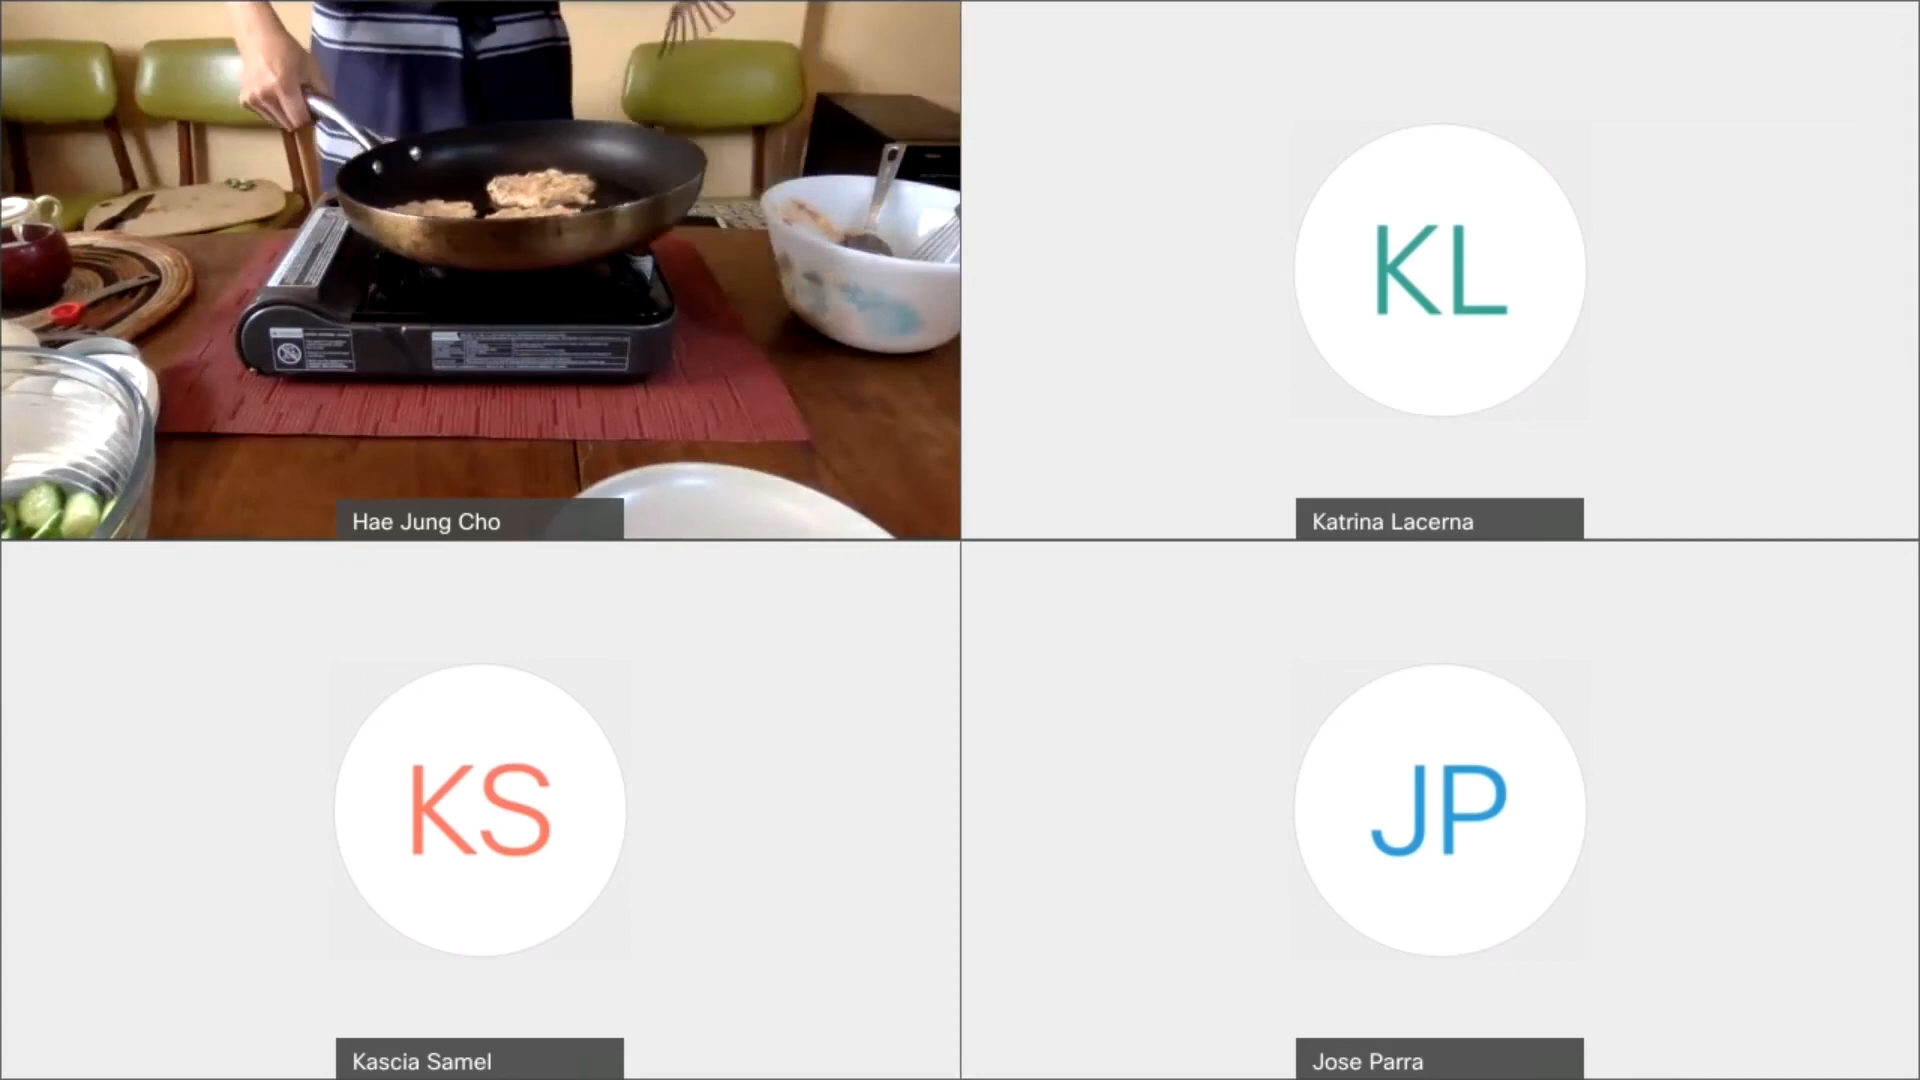 Hae Jung Cho
KL
Katrina Lacerna
KS
Kascia Samel
JP
Jose Parra